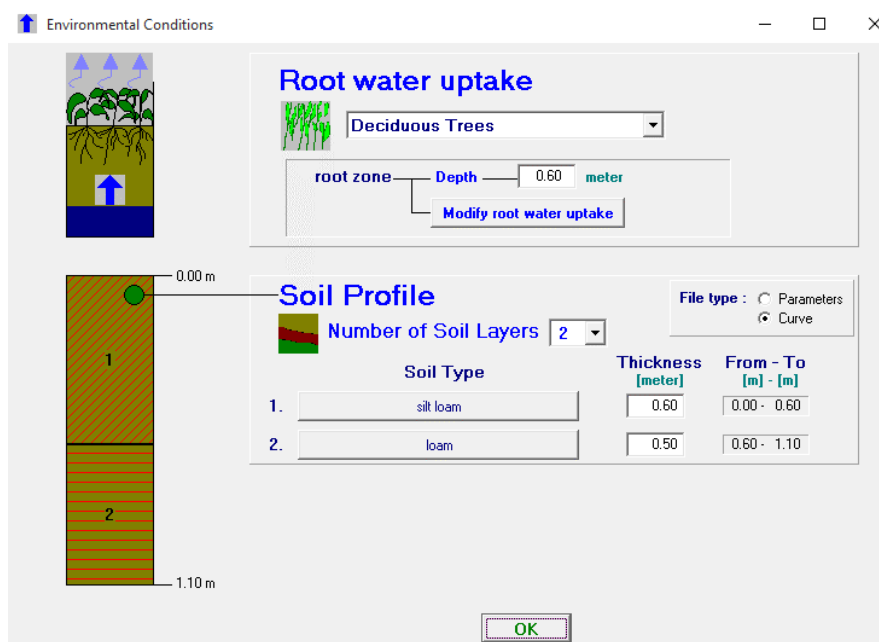 Environmental Conditions
Root water uptake
Deciduous Trees
root zone Depth 0.60 meter
Modify root water uptake
0.00 m
Soil Profile
File type : Parameters
Curve
Number of Soil Layers 2
Soil Type
Thickness
[meter]
From - To
[m] - [m]
1. silt loam 0.60 0.00 - 0.60
2. loam 0.50 0.60 - 1.10
1
2
1.10 m
OK